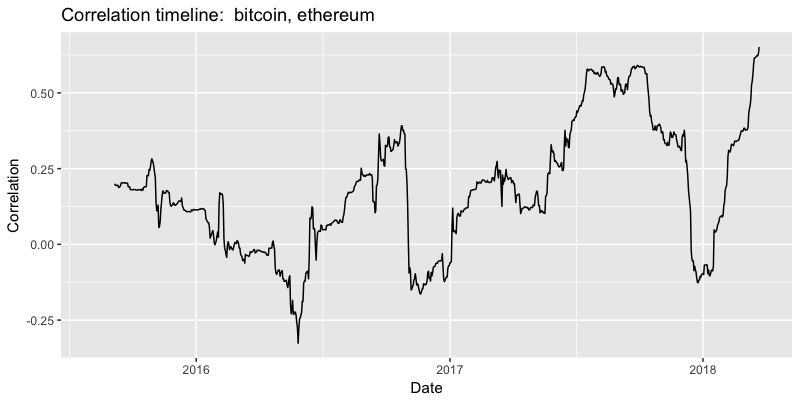 Correlation timeline:  bitcoin, ethereum
Correlation
0.50
0.25
0.00
-0.25
2016
2017
2018
Date